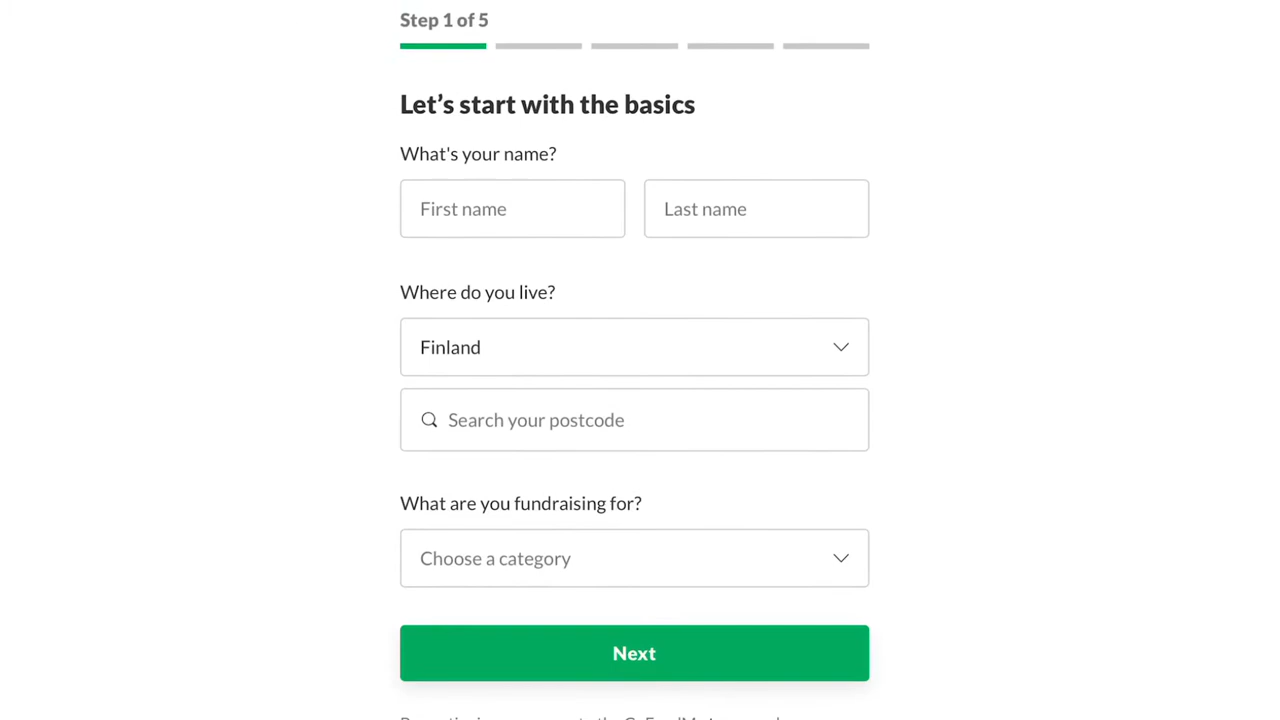 Step 1 of 5
Let’s start with the basics
What's your name?
First name
Last name
Where do you live?
Finland
Search your postcode
What are you fundraising for?
Choose a category
Next